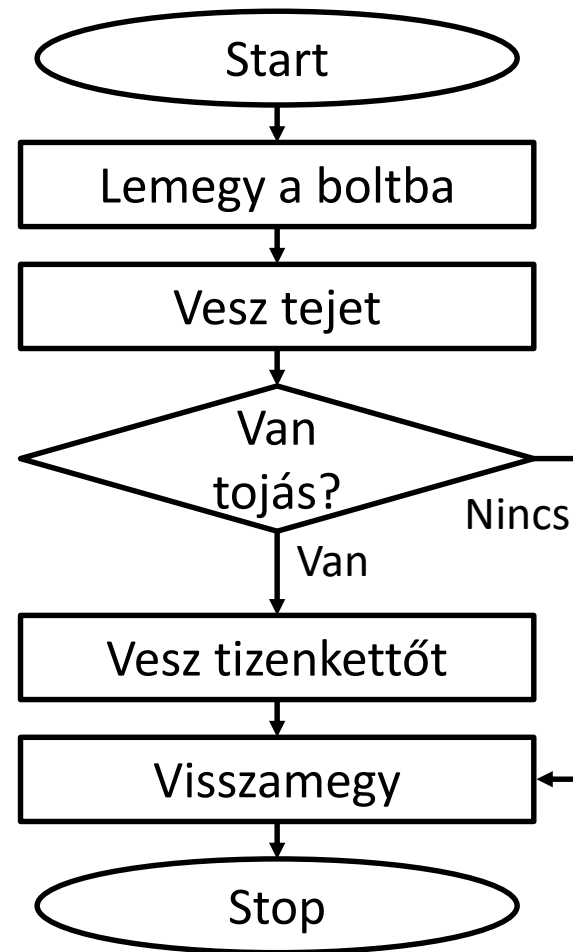 Start
Lemegy a boltba
Vesz tejet
Van
tojás?
Nincs
Van
Vesz tizenkettőt
Visszamegy
Stop